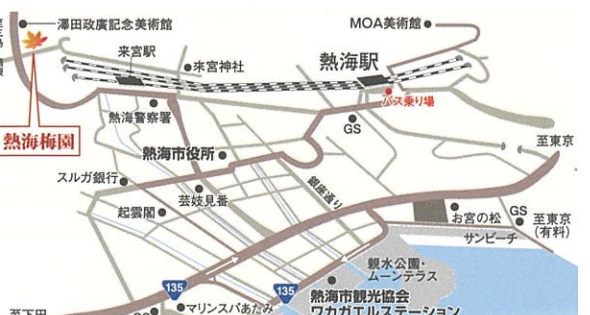 澤田政廣記念美術館
MOA美術館
来宮駅
來宮神社
熱海駅
バス乗り場
熱海警察署
GS
熱海梅園
熱海市役所
至東京
スルガ銀行
芸妓見番
銀座通り
起雲閣
お宮の松
GS
至東京
(有料)
サンビーチ
親水公園・
ムーンテラス
135
135
熱海市観光協会
ワカガエルステーション
マリンスパあたみ
至下田